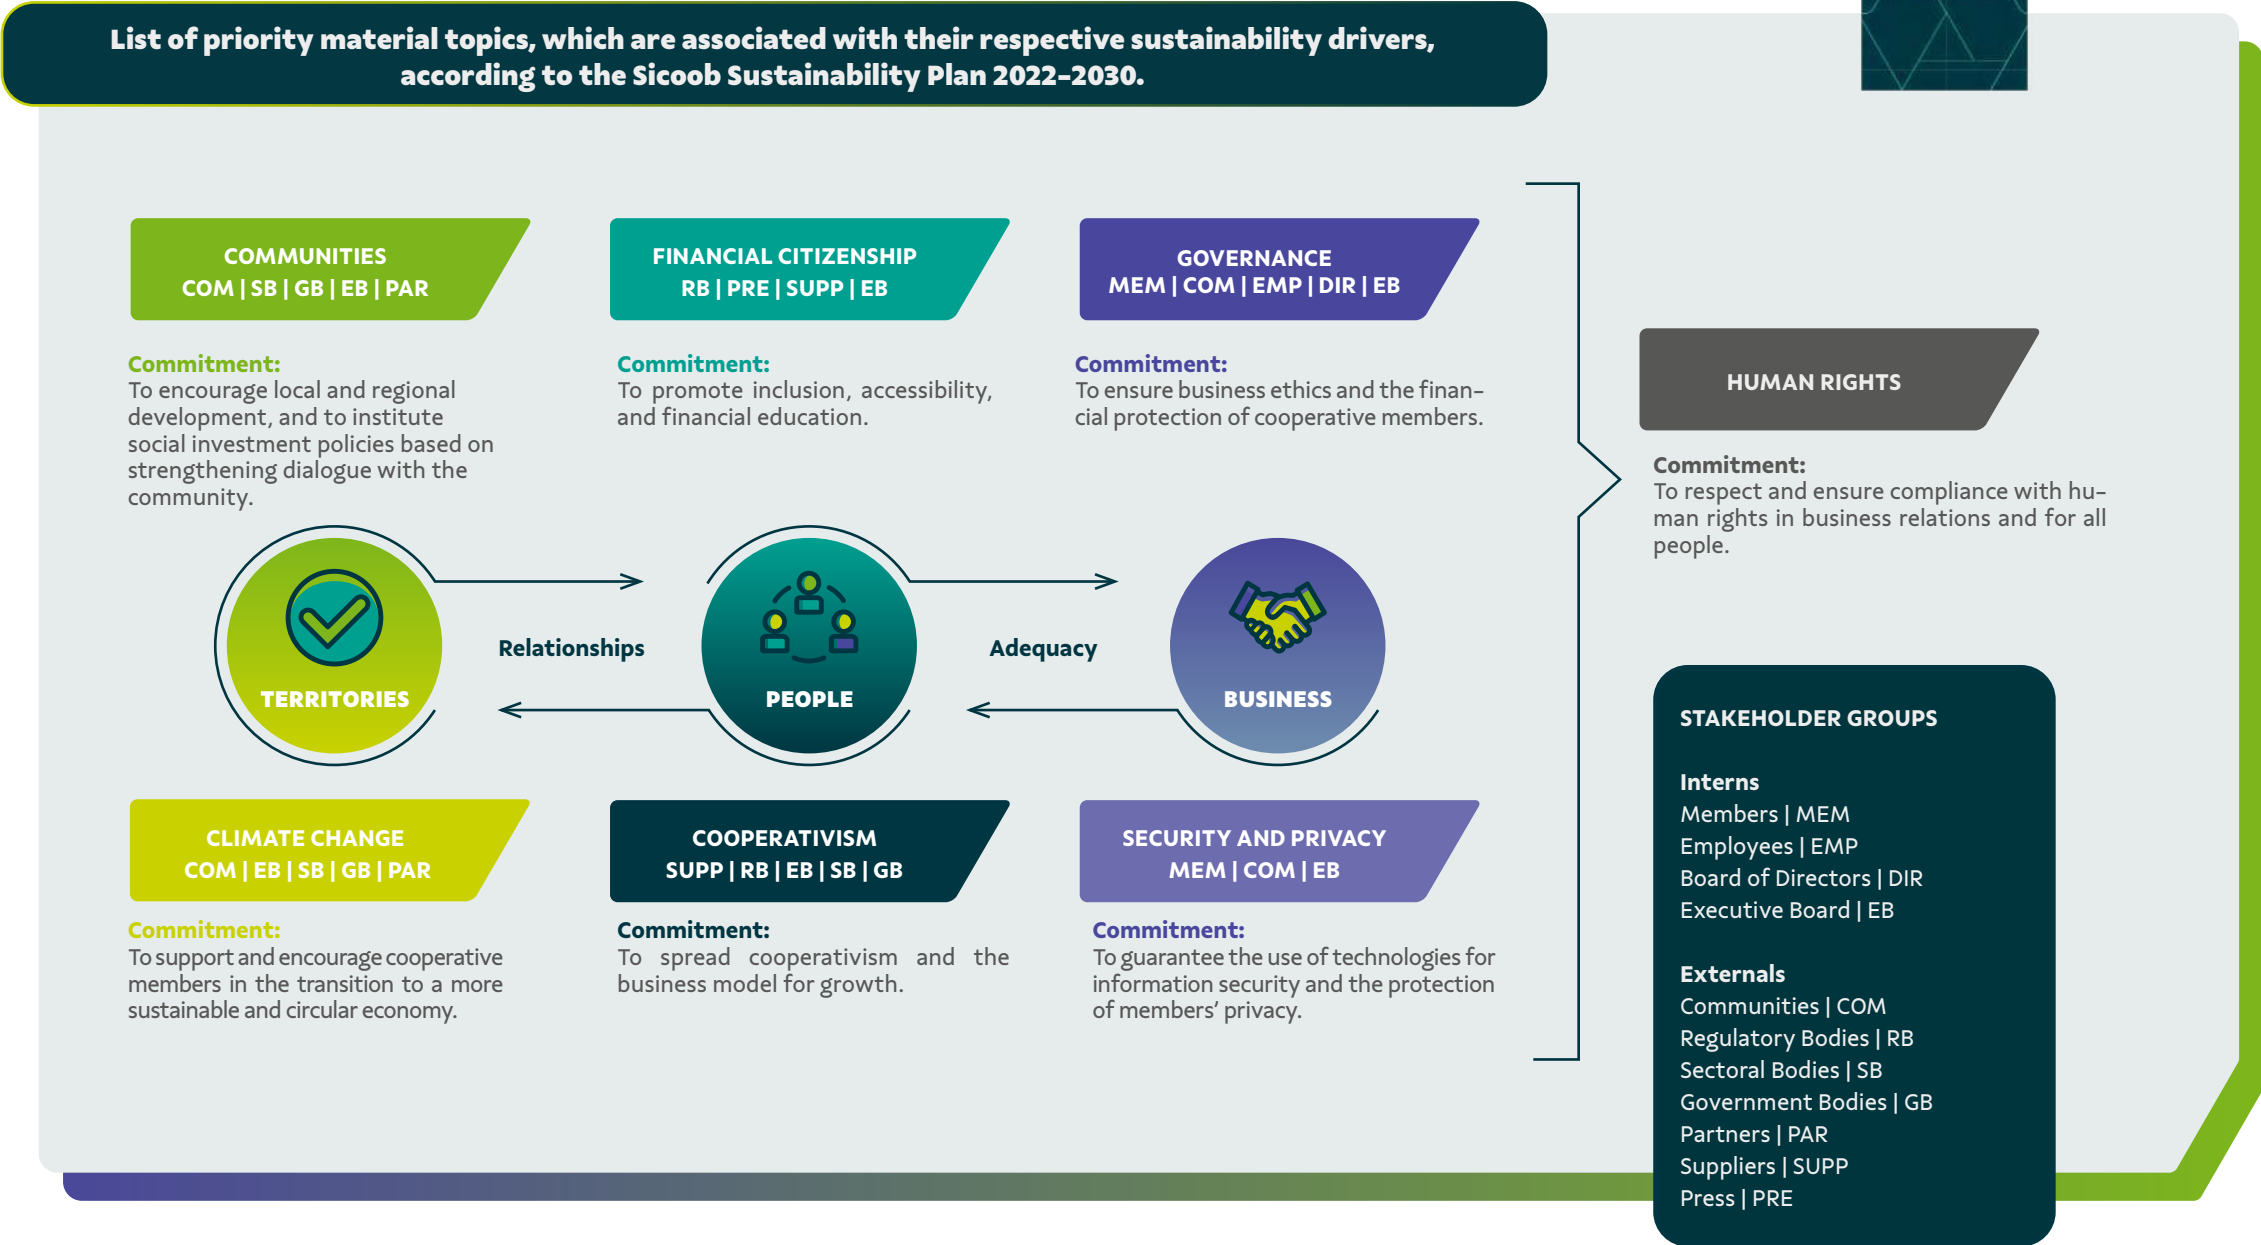 List of priority material topics, which are associated with their respective sustainability drivers,
according to the Sicoob Sustainability Plan 2022-2030.
COMMUNITIES
COM | SB | GB | EB | PAR
Commitment:
To encourage local and regional
development, and to institute
social investment policies based on
strengthening dialogue with the
community.
FINANCIAL CITIZENSHIP
RB | PRE | SUPP | EB
Commitment:
To promote inclusion, accessibility,
and financial education.
GOVERNANCE
MEM | COM | EMP | DIR | EB
Commitment:
To ensure business ethics and the finan-
cial protection of cooperative members.
TERRITORIES
Relationships
PEOPLE
Adequacy
BUSINESS
CLIMATE CHANGE
COM | EB | SB | GB | PAR
Commitment:
To support and encourage cooperative
members in the transition to a more
sustainable and circular economy.
COOPERATIVISM
SUPP | RB | EB | SB | GB
Commitment:
To spread cooperativism and the
business model for growth.
SECURITY AND PRIVACY
MEM | COM | EB
Commitment:
To guarantee the use of technologies for
information security and the protection
of members' privacy.
HUMAN RIGHTS
Commitment:
To respect and ensure compliance with hu-
man rights in business relations and for all
people.
STAKEHOLDER GROUPS
Interns
Members | MEM
Employees | EMP
Board of Directors | DIR
Executive Board | EB
Externals
Communities | COM
Regulatory Bodies | RB
Sectoral Bodies | SB
Government Bodies | GB
Partners | PAR
Suppliers | SUPP
Press | PRE